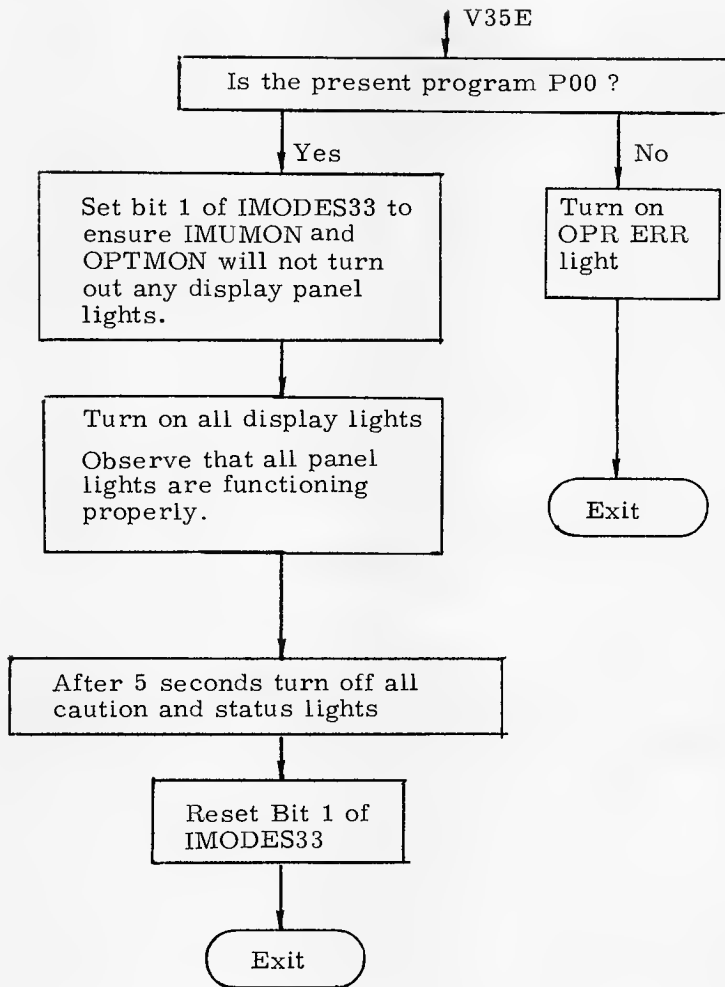 V35E
Is the present program P00 ?
Yes
No
Set bit 1 of IMODES33 to
ensure IMUMON and
OPTMON will not turn
out any display panel
lights.
Turn on
OPR ERR
light
Turn on all display lights
Observe that all panel
lights are functioning
properly.
Exit
After 5 seconds turn off all
caution and status lights
Reset Bit 1 of
IMODES33
Exit